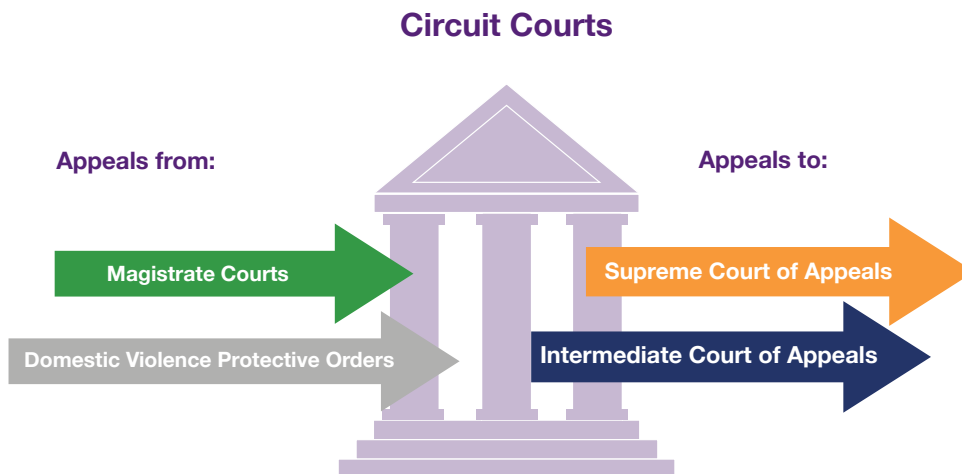 Circuit Courts
Appeals from:
Appeals to:
Magistrate Courts
Supreme Court of Appeals
Domestic Violence Protective Orders
Intermediate Court of Appeals